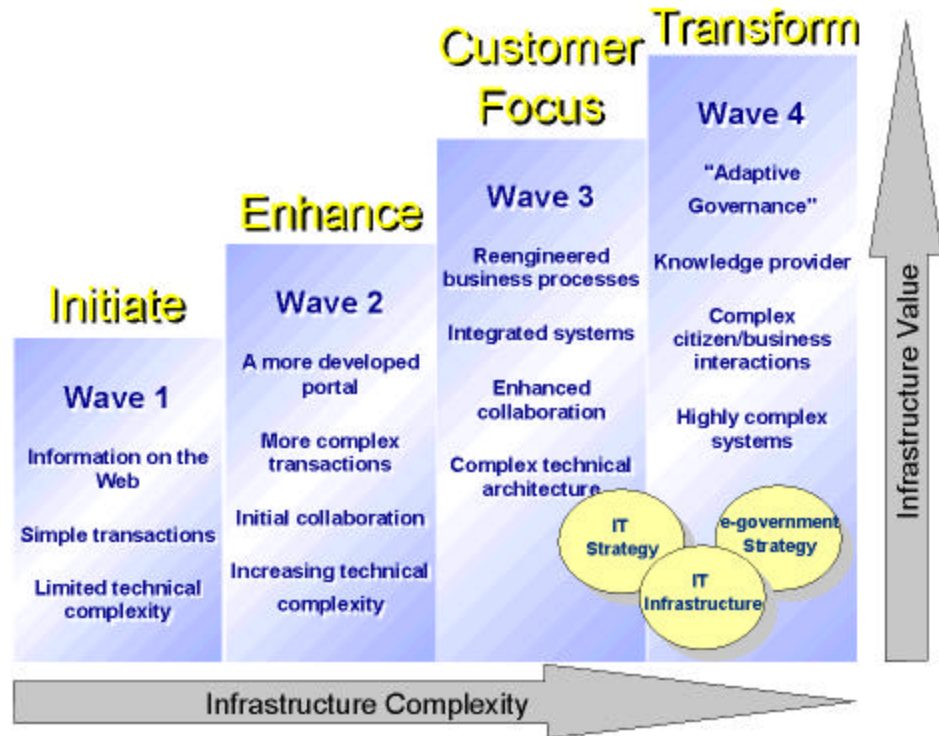 Initiate
Wave 1
Information on the
Web
Simple transactions
Limited technical
complexity
Enhance
Wave 2
A more developed
portal
More complex
transactions
Initial collaboration
Increasing technical
complexity
Customer
Focus
Wave 3
Reengineered
business processes
Integrated systems
Enhanced
collaboration
Complex technical
architecture
Transform
Wave 4
"Adaptive
Governance"
Knowledge provider
Complex
citizen/business
interactions
Highly complex
systems
IT
Strategy
e-government
Strategy
IT
Infrastructure
Infrastructure Value
Infrastructure Complexity